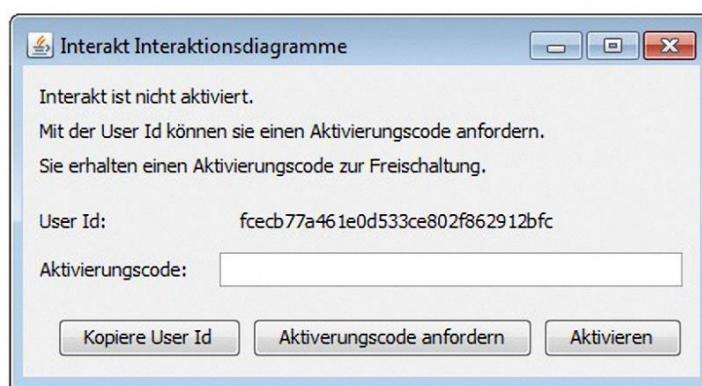 Interakt Interaktionsdiagramme
Interakt ist nicht aktiviert.
Mit der User Id können sie einen Aktivierungscode anfordern.
Sie erhalten einen Aktivierungscode zur Freischaltung.
User Id: fcecb77a461e0d533ce802f862912bfc
Aktivierungscode:
Kopiere User Id Aktiverungscode anfordern Aktivieren